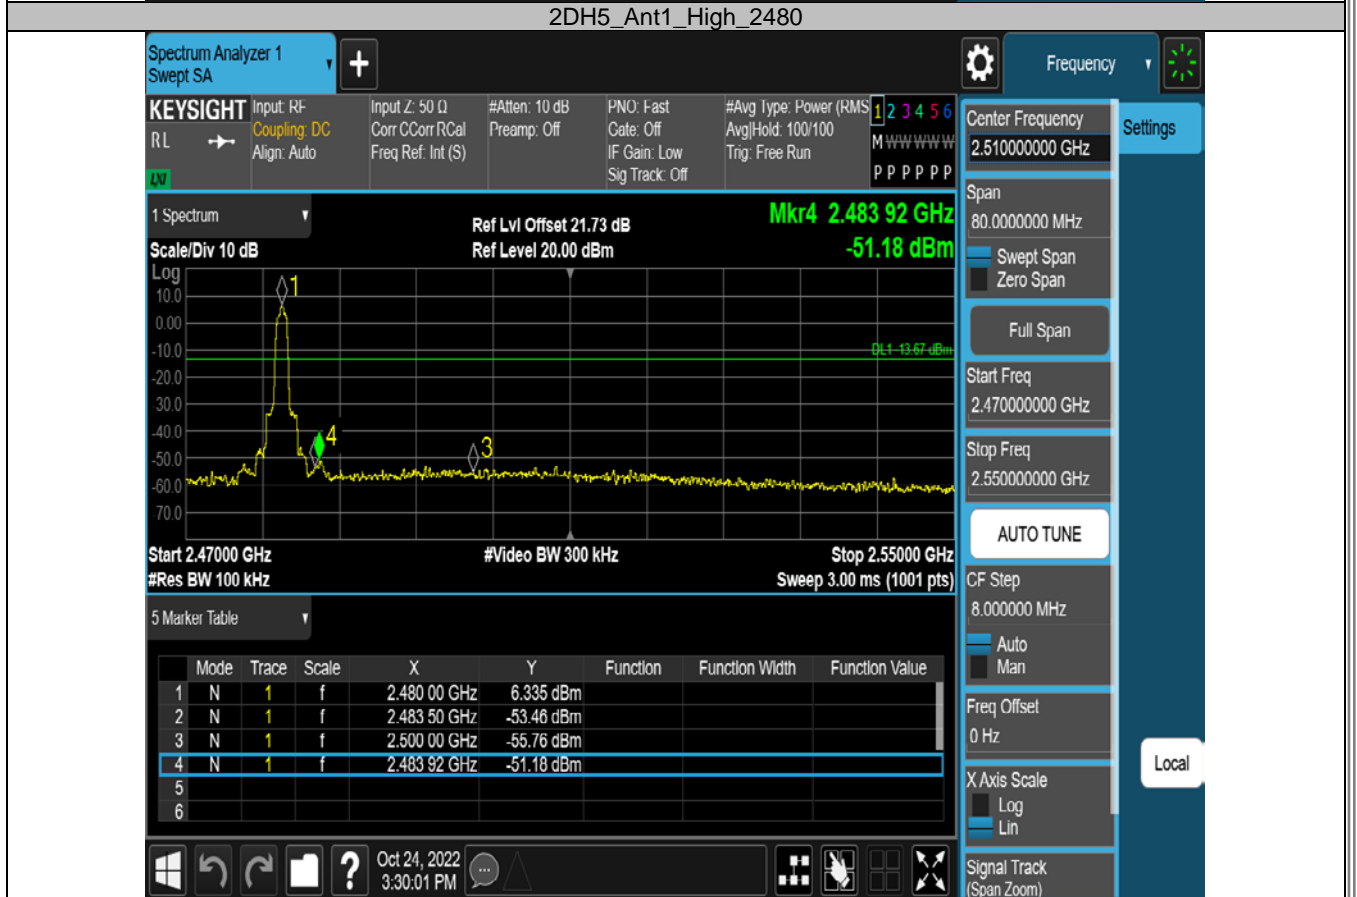 2DH5_Ant1_High_2480
Spectrum Analyzer 1
Swept SA
+
Frequency
KEYSIGHT
RL
LXI
Input: RF
Coupling: DC
Align: Auto
Input Z: 50 Ω
Corr CCorr RCal
Freq Ref: Int (S)
#Atten: 10 dB
Preamp: Off
PNO: Fast
Gate: Off
IF Gain: Low
Sig Track: Off
#Avg Type: Power (RMS
Avg|Hold: 100/100
Trig: Free Run
1 2 3 4 5 6
M W W W W W
P P P P P P
1 Spectrum
Scale/Div 10 dB
Ref Lvl Offset 21.73 dB
Ref Level 20.00 dBm
Mkr4 2.483 92 GHz
-51.18 dBm
Log
10.0
0.00
-10.0
-20.0
30.0
-40.0
-50.0
-60.0
70.0
1
4
3
DL1 -13.67 dBm
Start 2.47000 GHz
#Video BW 300 kHz
Stop 2.55000 GHz
#Res BW 100 kHz
Sweep 3.00 ms (1001 pts)
5 Marker Table
Mode Trace Scale X Y Function Function Width Function Value
1 N 1 f 2.480 00 GHz 6.335 dBm
2 N 1 f 2.483 50 GHz -53.46 dBm
3 N 1 f 2.500 00 GHz -55.76 dBm
4 N 1 f 2.483 92 GHz -51.18 dBm
5
6
?
Oct 24, 2022
3:30:01 PM
Center Frequency
2.510000000 GHz
Settings
Span
80.0000000 MHz
Swept Span
Zero Span
Full Span
Start Freq
2.470000000 GHz
Stop Freq
2.550000000 GHz
AUTO TUNE
CF Step
8.000000 MHz
Auto
Man
Freq Offset
0 Hz
Local
X Axis Scale
Log
Lin
Signal Track
(Span Zoom)